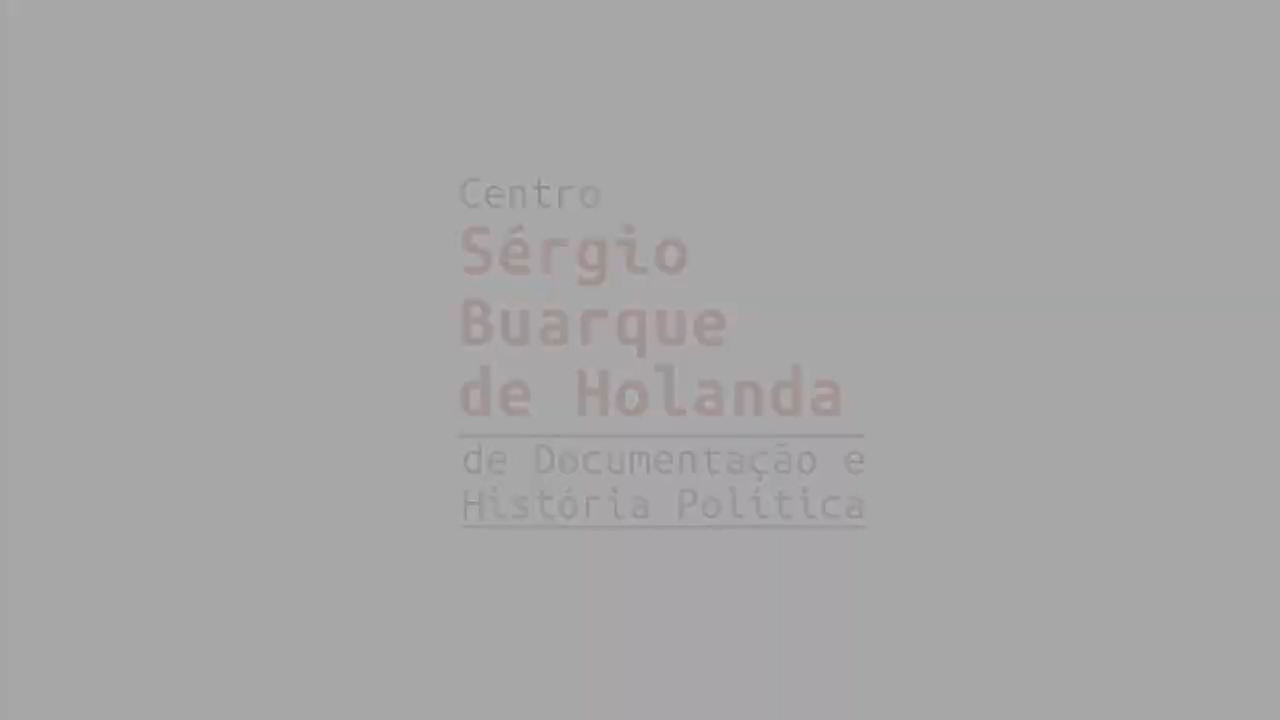 Centro
Sérgio
Buarque
de Holanda
de Documentação e
História Política